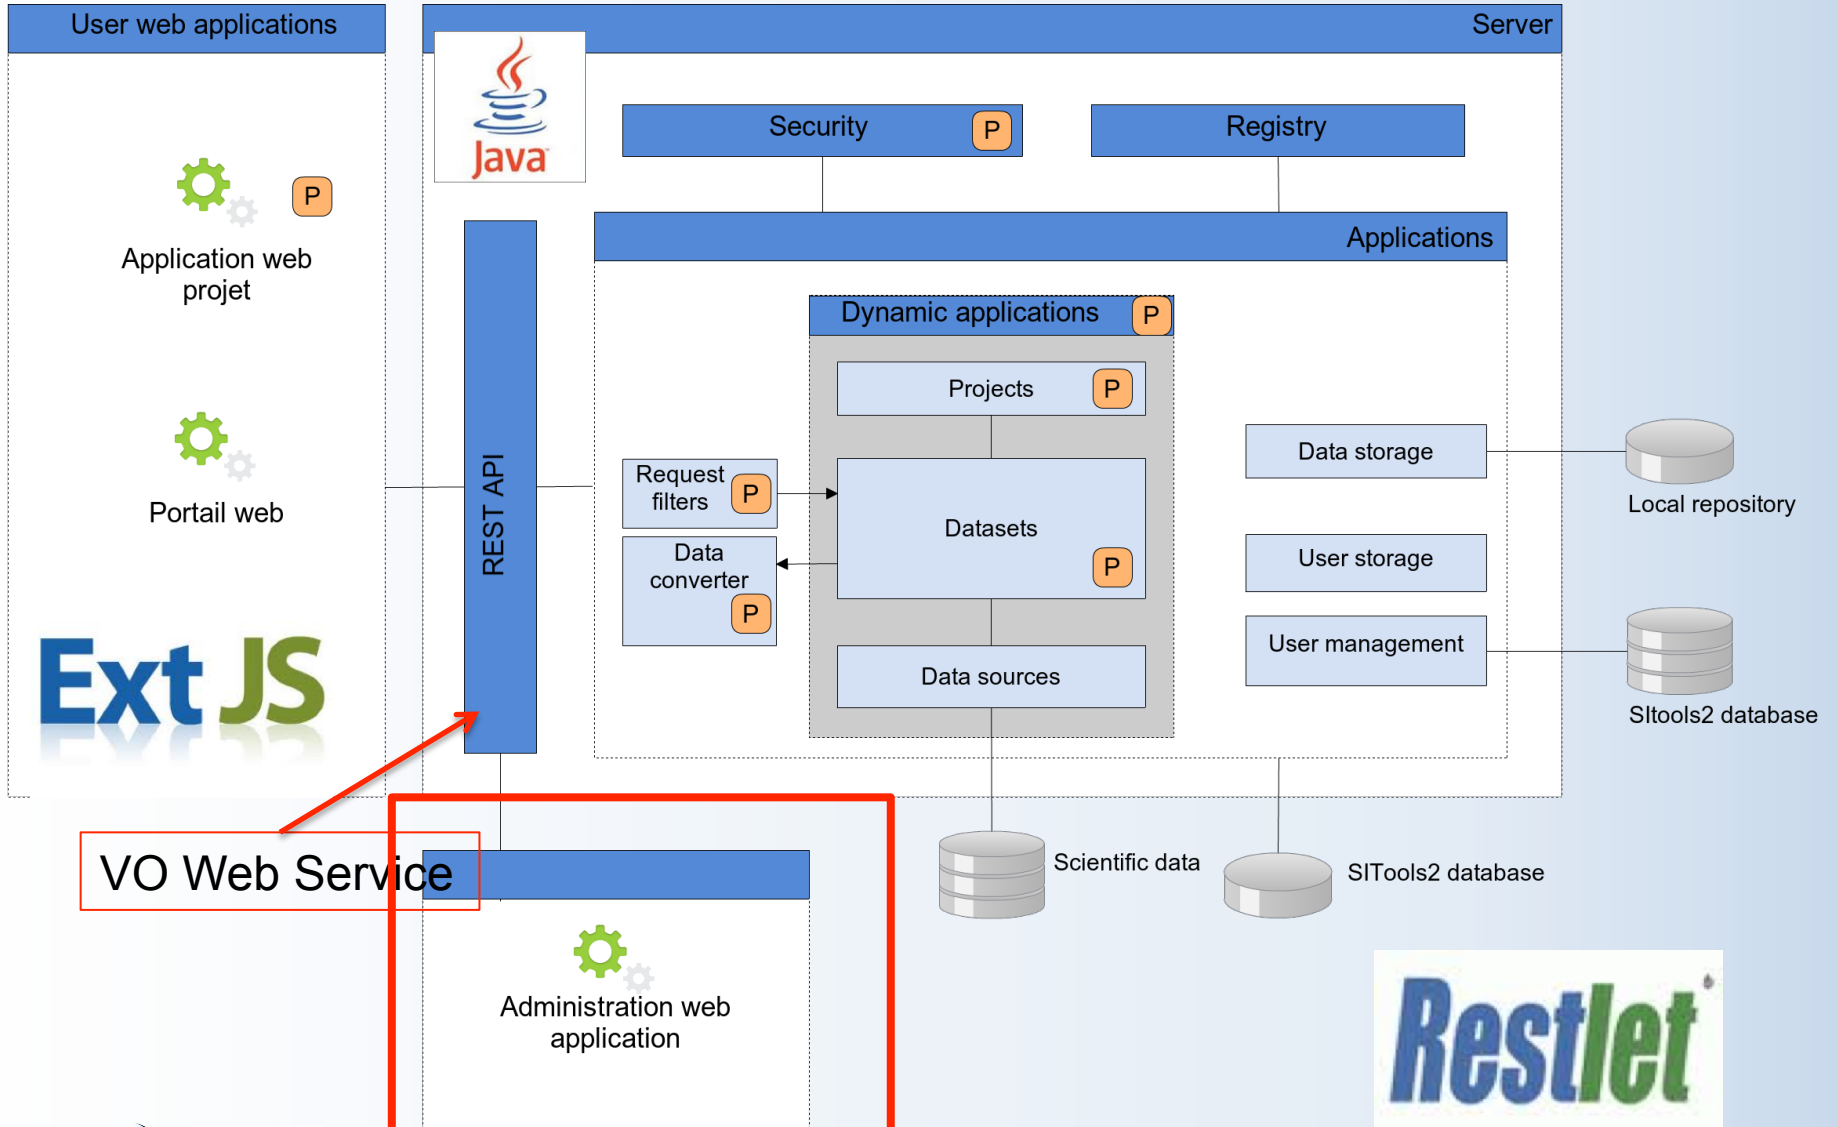 User web applications
Server
Java
Security
P
Registry
P
Application web
projet
Applications
Dynamic applications
P
Projects
P
Portail web
REST API
Request
filters
P
Datasets
P
Data
converter
P
Data sources
Data storage
Local repository
User storage
User management
SItools2 database
Ext JS
VO Web Service
Scientific data
SITools2 database
Administration web
application
Restlet